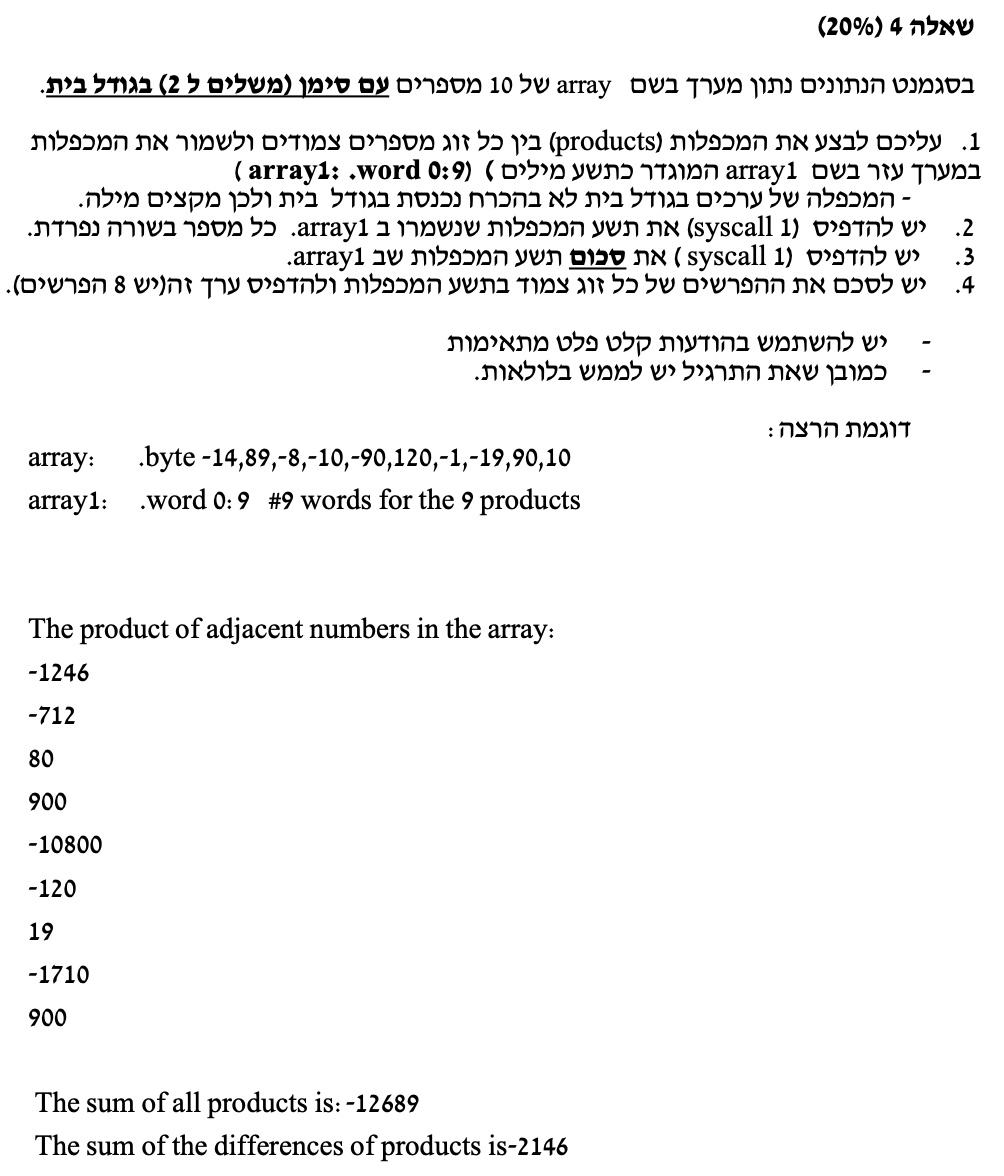 שאלה 4 (20%)
בסגמנט הנתונים נתון מערך בשם array של 10 מספרים עם סימן (משלים ל 2) בגודל בית.
1. עליכם לבצע את המכפלות (products) בין כל זוג מספרים צמודים ולשמור את המכפלות
במערך עזר בשם array1 המוגדר כתשע מילים ) (array1: .word 0:9 )
- המכפלה של ערכים בגודל בית לא בהכרח נכנסת בגודל בית ולכן מקצים מילה.
2. יש להדפיס (syscall 1) את תשע המכפלות שנשמרו ב array1. כל מספר בשורה נפרדת.
3. יש להדפיס (syscall 1 ) את סכום תשע המכפלות שב array1.
4. יש לסכם את ההפרשים של כל זוג צמוד בתשע המכפלות ולהדפיס ערך זה(יש 8 הפרשים).
- יש להשתמש בהודעות קלט פלט מתאימות
- כמובן שאת התרגיל יש לממש בלולאות.
דוגמת הרצה:
array: .byte -14,89,-8,-10,-90,120,-1,-19,90,10
array1: .word 0:9 #9 words for the 9 products
The product of adjacent numbers in the array:
-1246
-712
80
900
-10800
-120
19
-1710
900
The sum of all products is:-12689
The sum of the differences of products is-2146